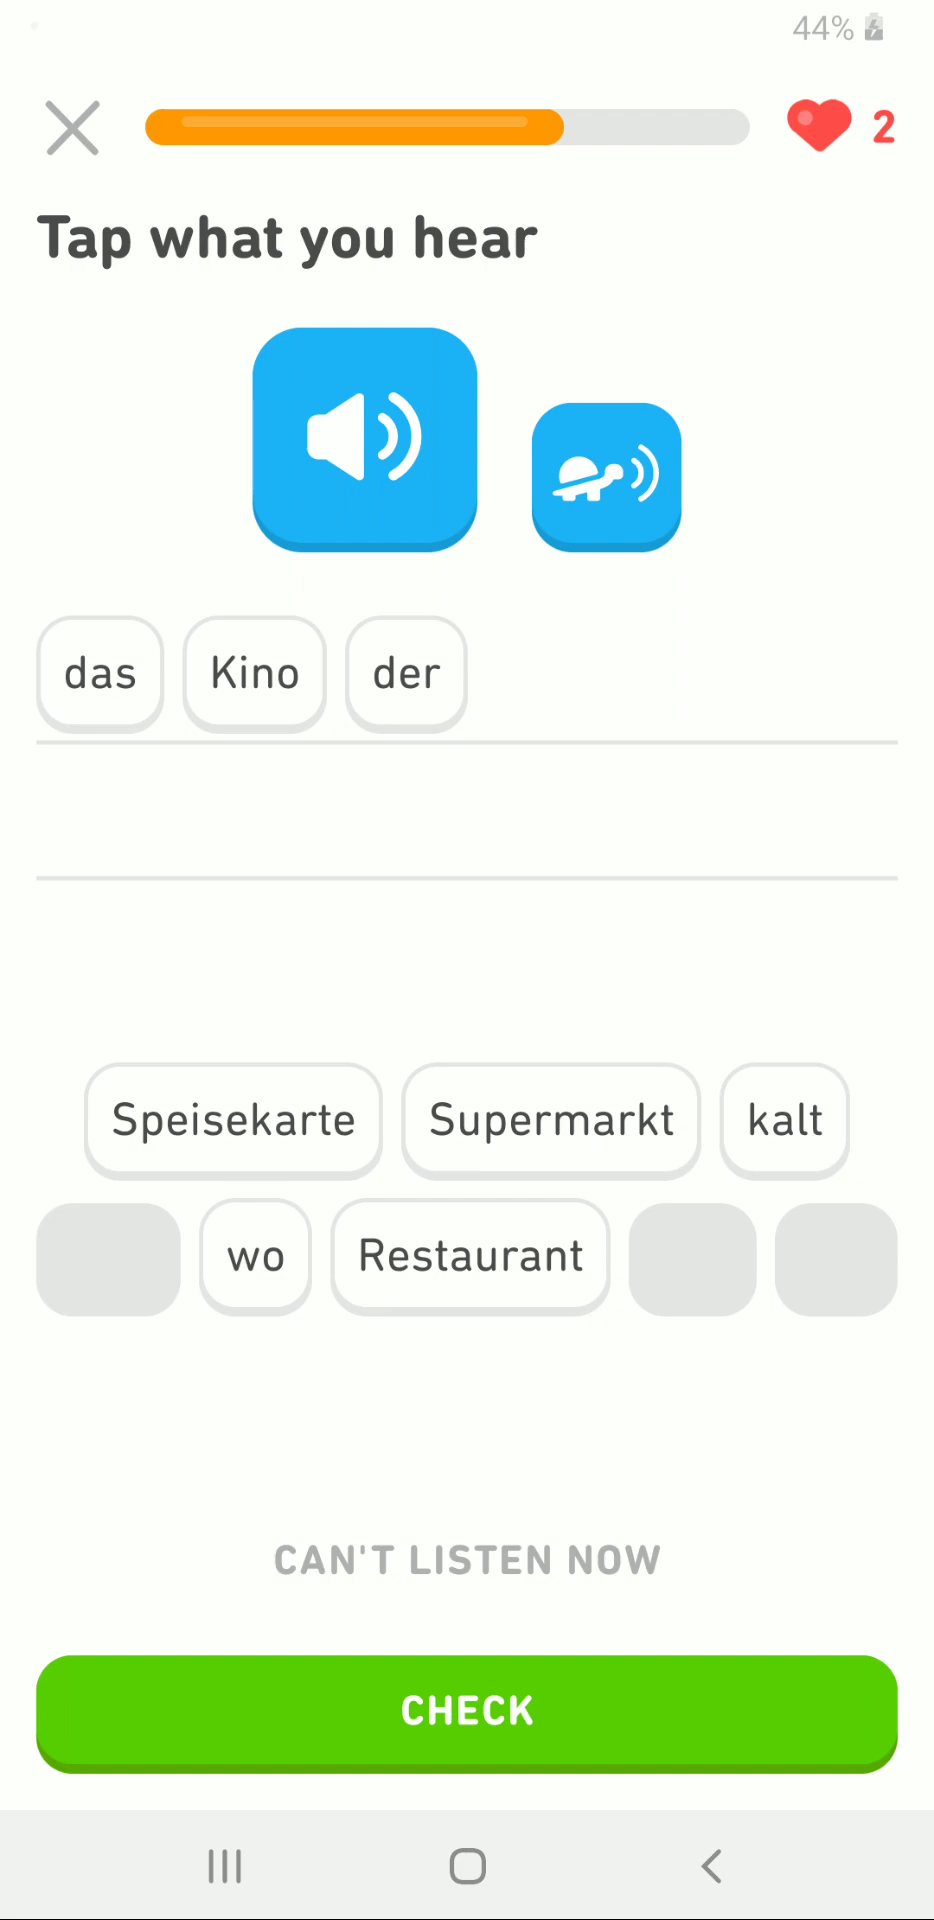 44%
2
Tap what you hear
das Kino der
Speisekarte Supermarkt kalt
wo Restaurant
CAN'T LISTEN NOW
CHECK